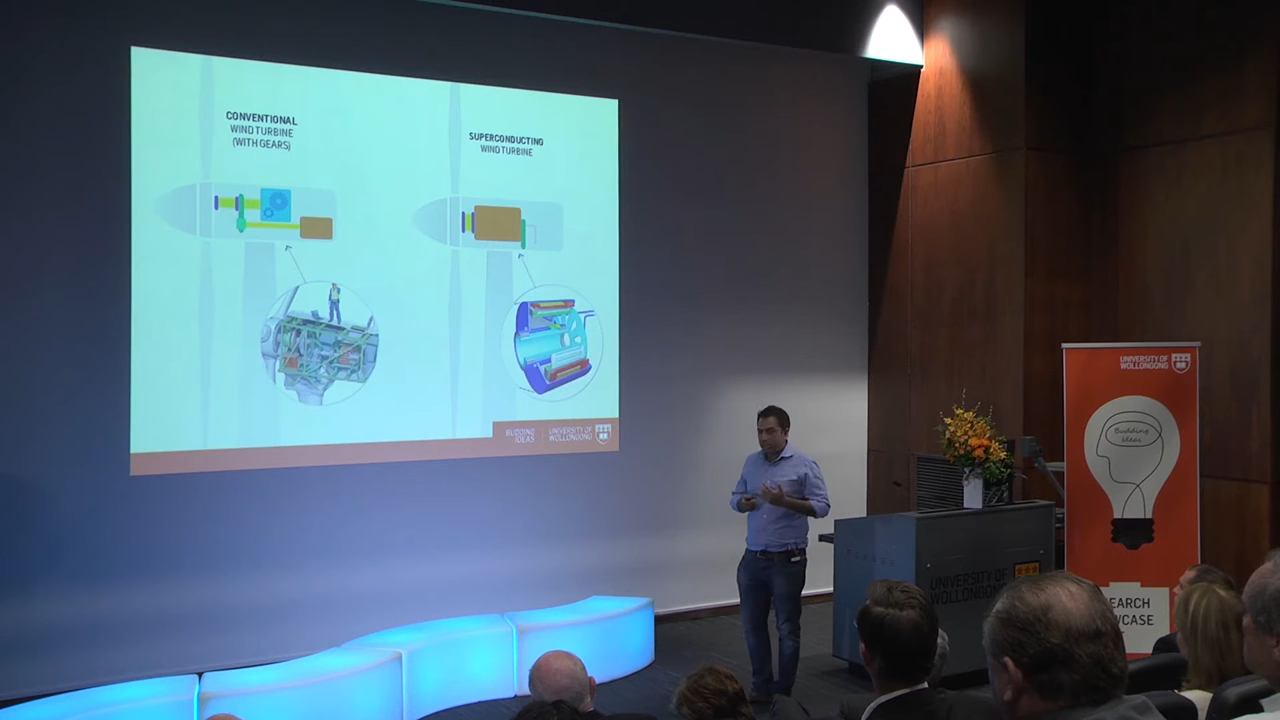 CONVENTIONAL
WIND TURBINE
(WITH GEARS)
SUPERCONDUCTING
WIND TURBINE
BUDDING
IDEAS
UNIVERSITY OF
WOLLONGONG
UNIVERSITY OF
WOLLONGONG
Budding
Ideas
UNIVERSITY OF
WOLLONGONG
EARCH
WCASE